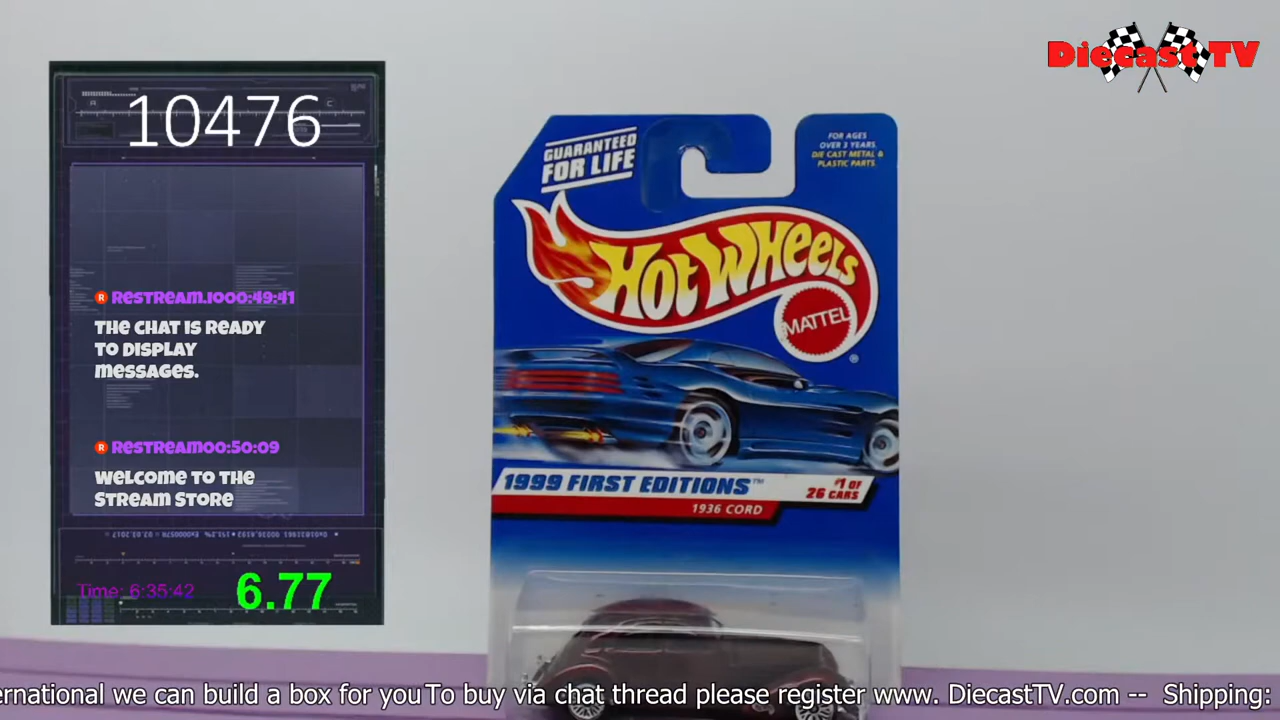 Diecast TV
10476
Restream.io00:49:41
THE CHAT IS READY
TO DISPLAY
MESSAGES.
Restream00:50:09
WELCOME TO THE
STREAM STORE
Time: 6:35:42
6.77
GUARANTEED
FOR LIFE
FOR AGES
OVER 3 YEARS.
DIE CAST METAL &
PLASTIC PARTS.
HOT WHEELS
MATTEL
®
1999 FIRST EDITIONS™
#1 OF
26 CARS
1936 CORD
ernational we can build a box for you To buy via chat thread please register www. DiecastTV.com -- Shipping: